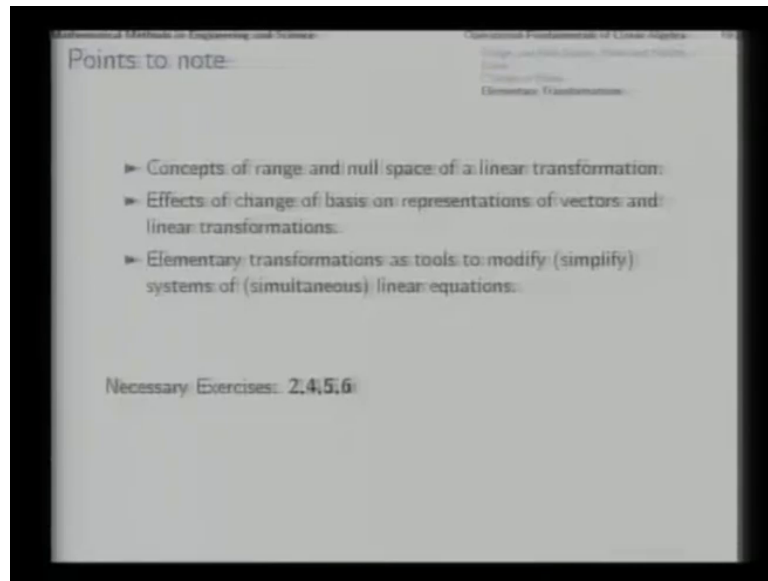 Mathematical Methods in Engineering and Science
Operational Fundamentals of Linear Algebra
Points to note
Elementary Transformations
► Concepts of range and null space of a linear transformation.
► Effects of change of basis on representations of vectors and
linear transformations.
► Elementary transformations as tools to modify (simplify)
systems of (simultaneous) linear equations.
Necessary Exercises: 2,4,5,6